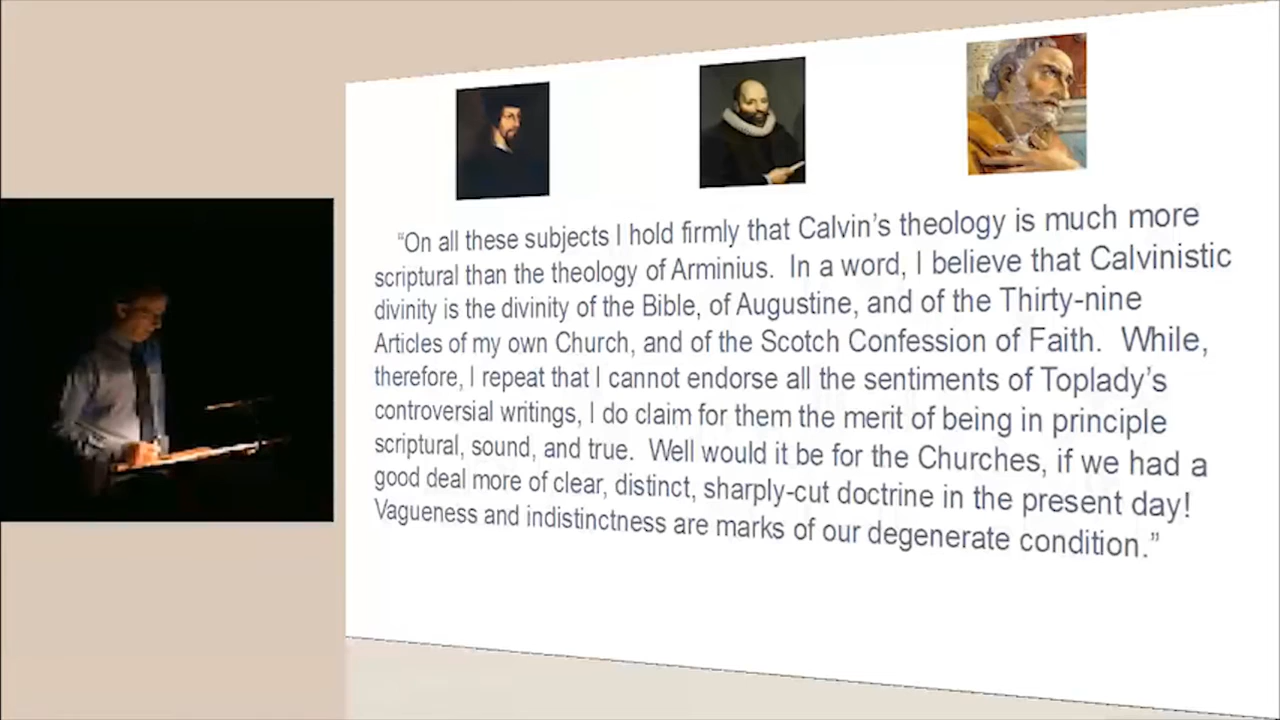 “On all these subjects I hold firmly that Calvin’s theology is much more
scriptural than the theology of Arminius.  In a word, I believe that Calvinistic
divinity is the divinity of the Bible, of Augustine, and of the Thirty-nine
Articles of my own Church, and of the Scotch Confession of Faith.  While,
therefore, I repeat that I cannot endorse all the sentiments of Toplady’s
controversial writings, I do claim for them the merit of being in principle
scriptural, sound, and true.  Well would it be for the Churches, if we had a
good deal more of clear, distinct, sharply-cut doctrine in the present day!
Vagueness and indistinctness are marks of our degenerate condition.”